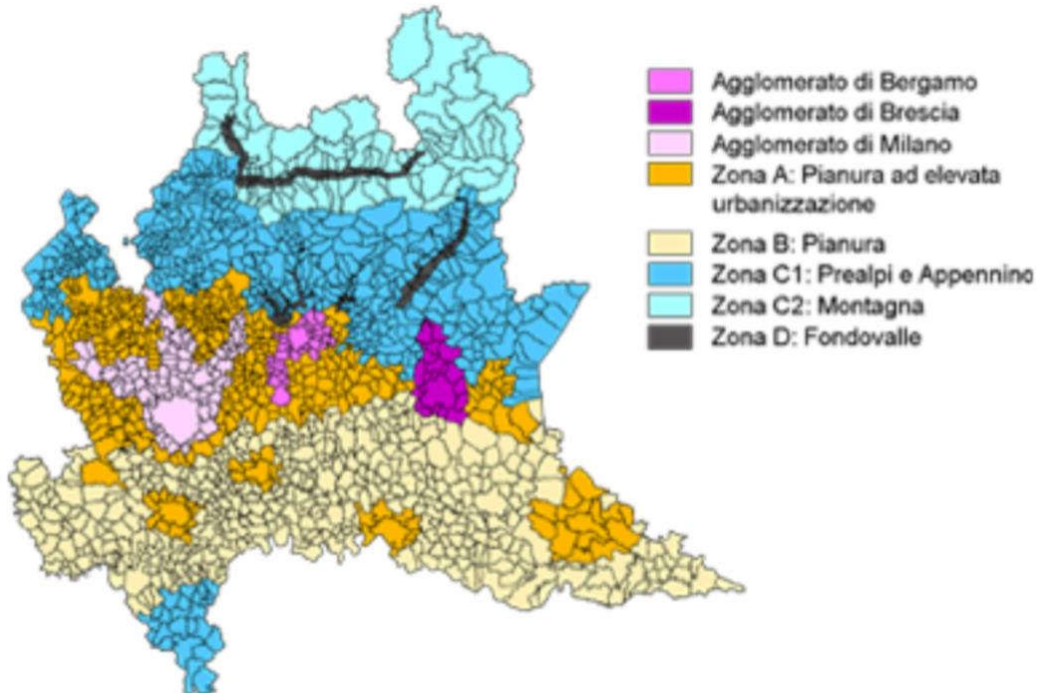 Agglomerato di Bergamo
Agglomerato di Brescia
Agglomerato di Milano
Zona A: Pianura ad elevata
urbanizzazione
Zona B: Pianura
Zona C1: Prealpi e Appennino
Zona C2: Montagna
Zona D: Fondovalle